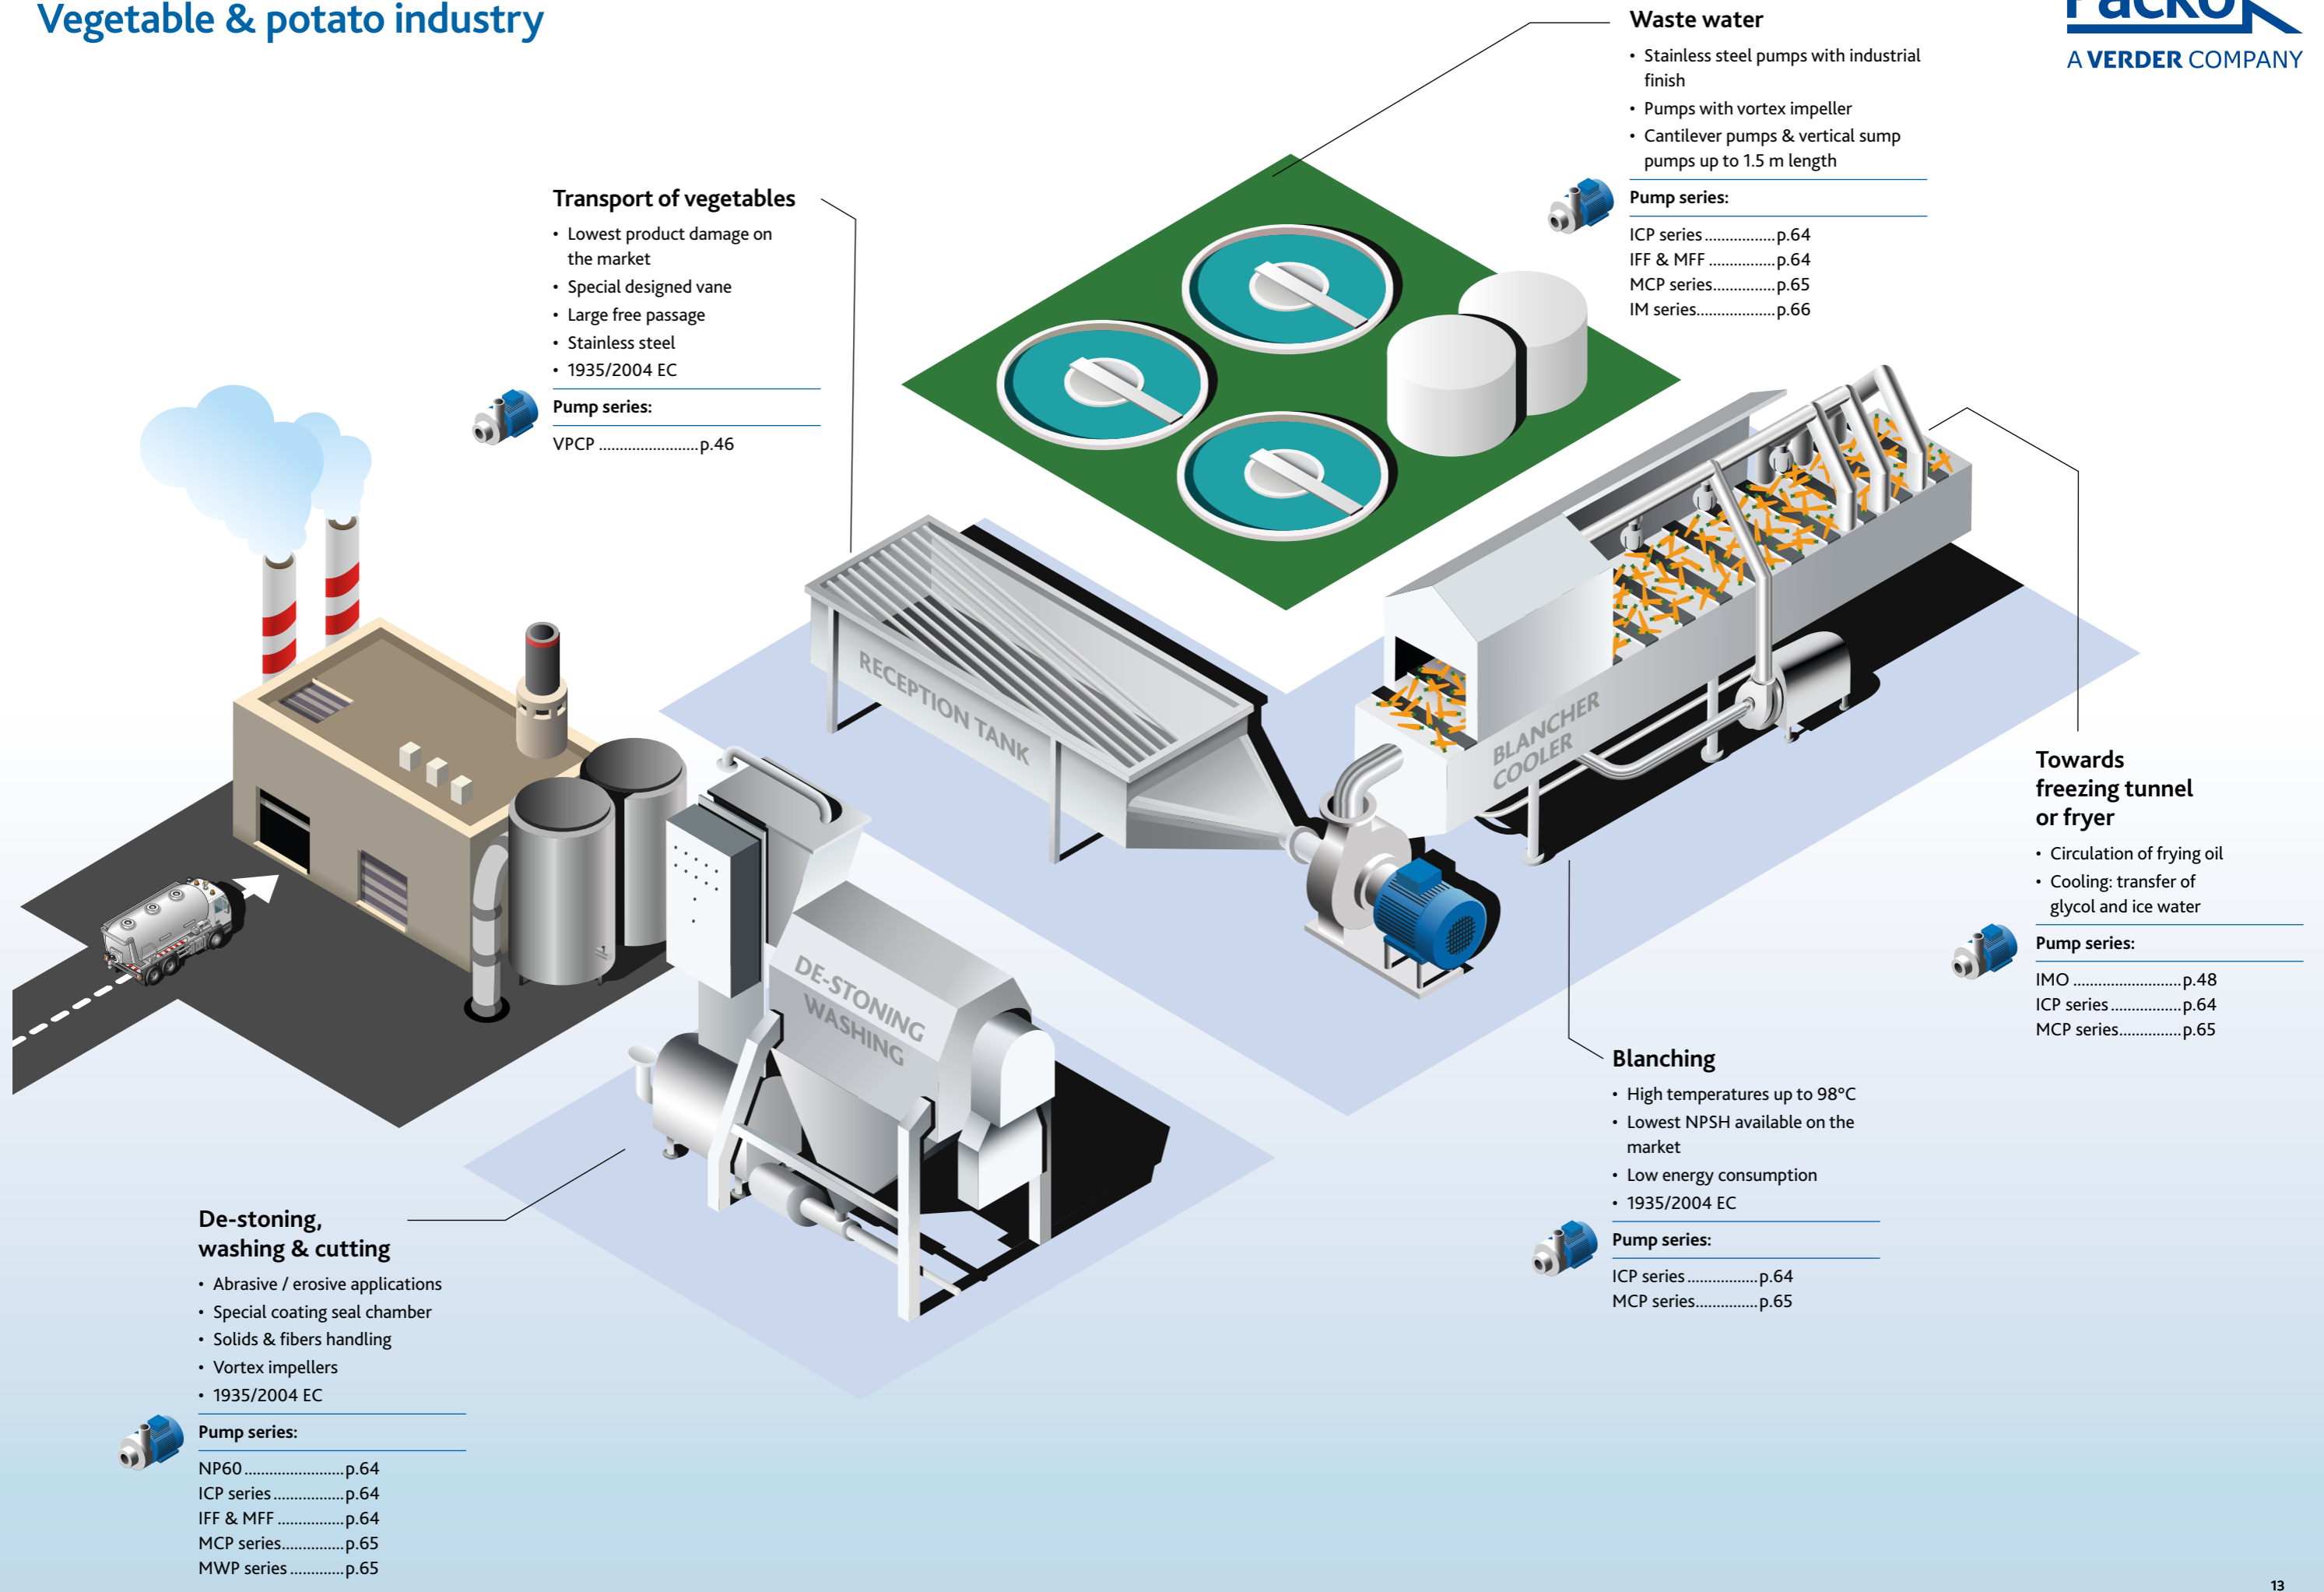 Vegetable & potato industry
Packo
A VERDER COMPANY
Waste water
• Stainless steel pumps with industrial
finish
• Pumps with vortex impeller
• Cantilever pumps & vertical sump
pumps up to 1.5 m length
Pump series:
ICP series.................p.64
IFF & MFF ................p.64
MCP series...............p.65
IM series...................p.66
Transport of vegetables
• Lowest product damage on
the market
• Special designed vane
• Large free passage
• Stainless steel
• 1935/2004 EC
Pump series:
VPCP ........................p.46
RECEPTION TANK
BLANCHER
COOLER
DE-STONING
WASHING
Towards
freezing tunnel
or fryer
• Circulation of frying oil
• Cooling: transfer of
glycol and ice water
Pump series:
IMO ..........................p.48
ICP series.................p.64
MCP series...............p.65
Blanching
• High temperatures up to 98°C
• Lowest NPSH available on the
market
• Low energy consumption
• 1935/2004 EC
Pump series:
ICP series.................p.64
MCP series...............p.65
De-stoning,
washing & cutting
• Abrasive / erosive applications
• Special coating seal chamber
• Solids & fibers handling
• Vortex impellers
• 1935/2004 EC
Pump series:
NP60........................p.64
ICP series.................p.64
IFF & MFF ................p.64
MCP series...............p.65
MWP series.............p.65
13